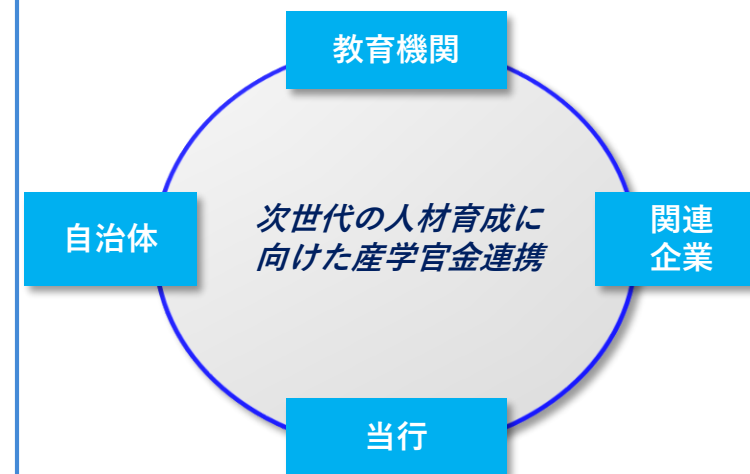 教育機関
自治体
次世代の人材育成に
向けた産学官金連携
関連
企業
当行